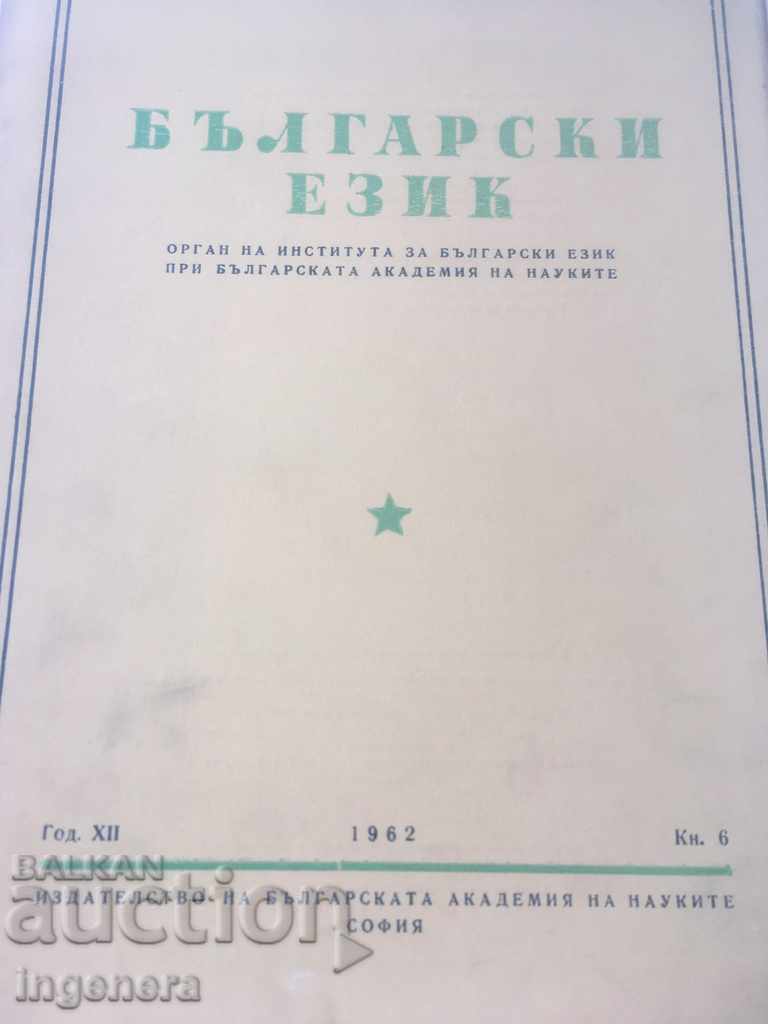 БЪЛГАРСКИ
ЕЗИК
ОРГАН НА ИНСТИТУТА ЗА БЪЛГАРСКИ ЕЗИК
ПРИ БЪЛГАРСКАТА АКАДЕМИЯ НА НАУКИТЕ
Год. XII 1962 Кн. 6
BALKAN
ИЗДАТЕЛСТВО НА БЪЛГАРСКАТА АКАДЕМИЯ НА НАУКИТЕ
auction
СОФИЯ
ingenera